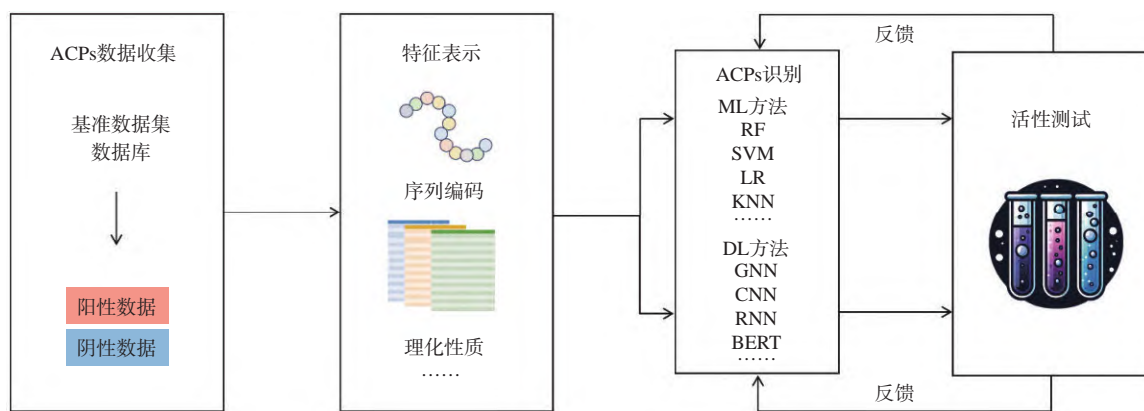 ACPs数据收集
基准数据集
数据库
阳性数据
阴性数据
特征表示
序列编码
理化性质
……
ACPs识别
ML方法
RF
SVM
LR
KNN
……
DL方法
GNN
CNN
RNN
BERT
……
反馈
活性测试
反馈